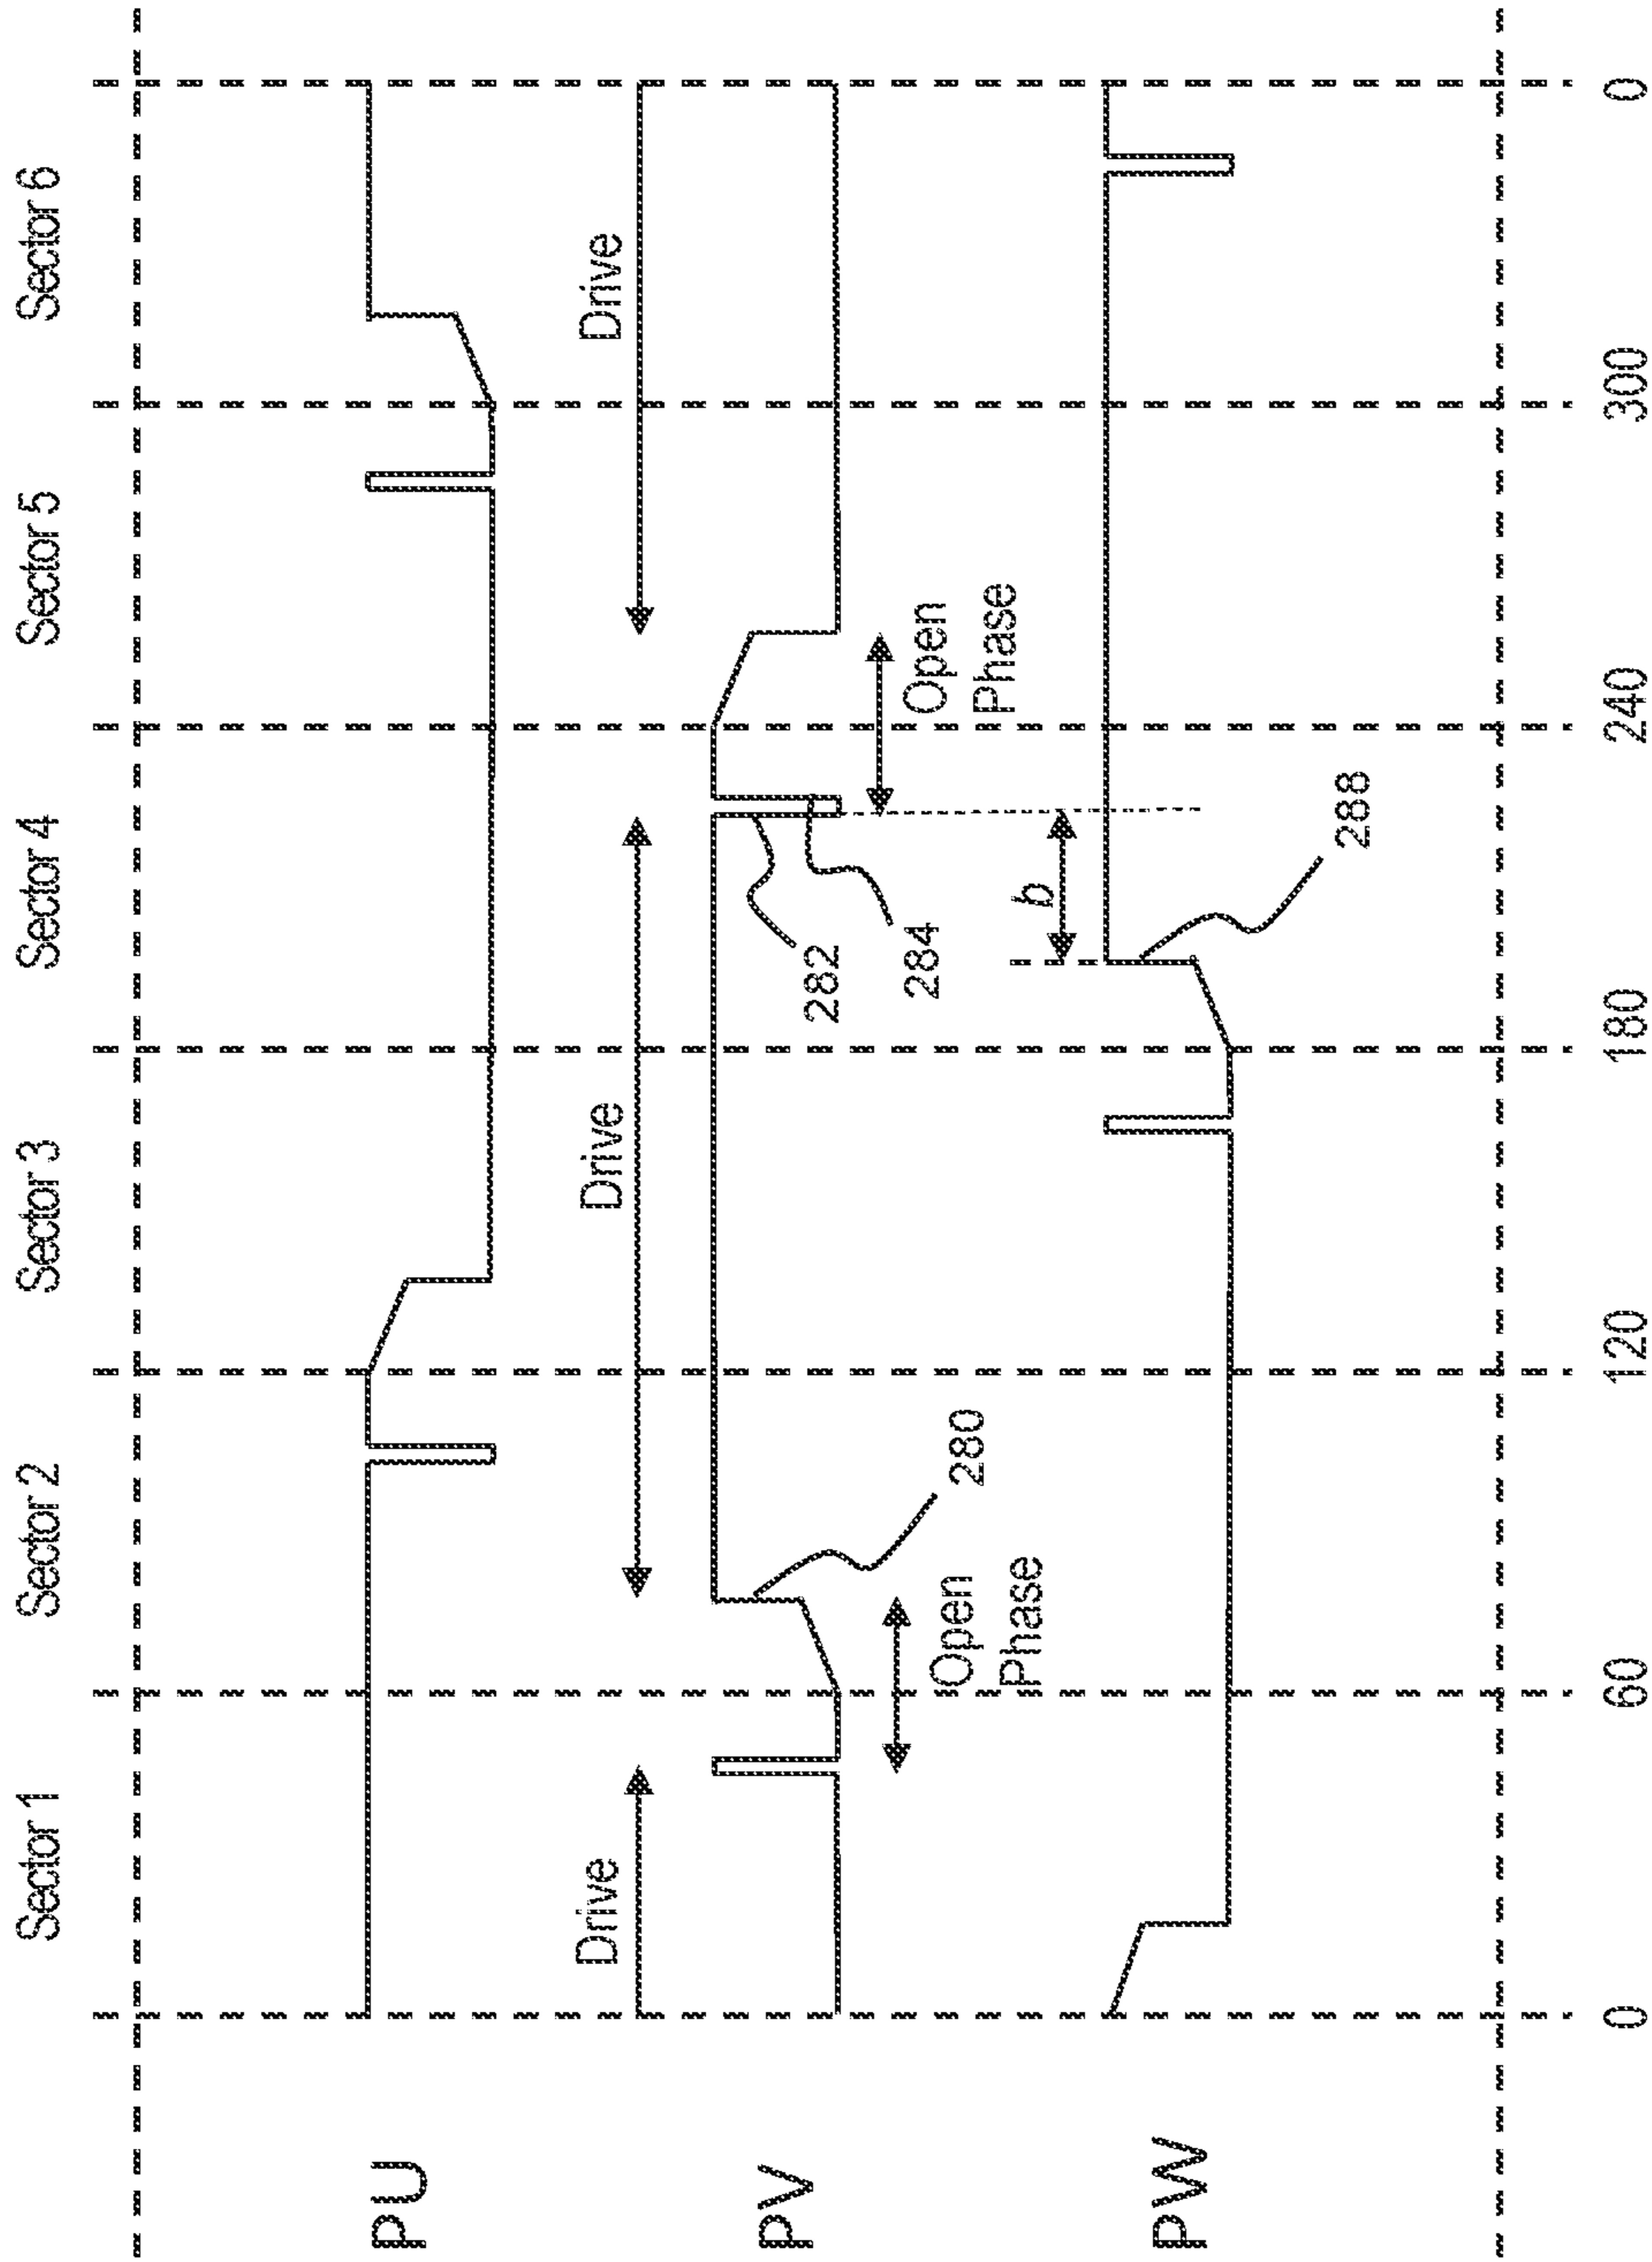 Sector 1
Sector 2
Sector 3
Sector 4
Sector 5
Sector 6
PU
Drive
Drive
Drive
PV
282
284
280
Open
Phase
Open
Phase
b
PW
288
0
60
120
180
240
300
0